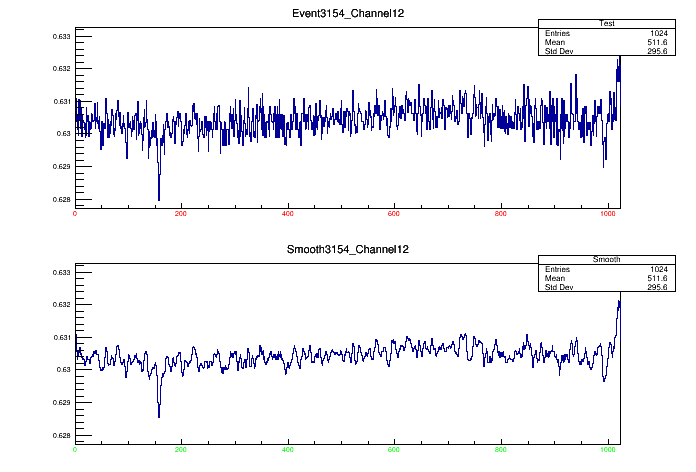 Event3154_Channel12
Test
Entries 1024
Mean 511.6
Std Dev 295.6
0.633
0.632
0.631
0.63
0.629
0.628
0 200 400 600 800 1000
Smooth3154_Channel12
Smooth
Entries 1024
Mean 511.6
Std Dev 295.6
0.633
0.632
0.631
0.63
0.629
0.628
0 200 400 600 800 1000